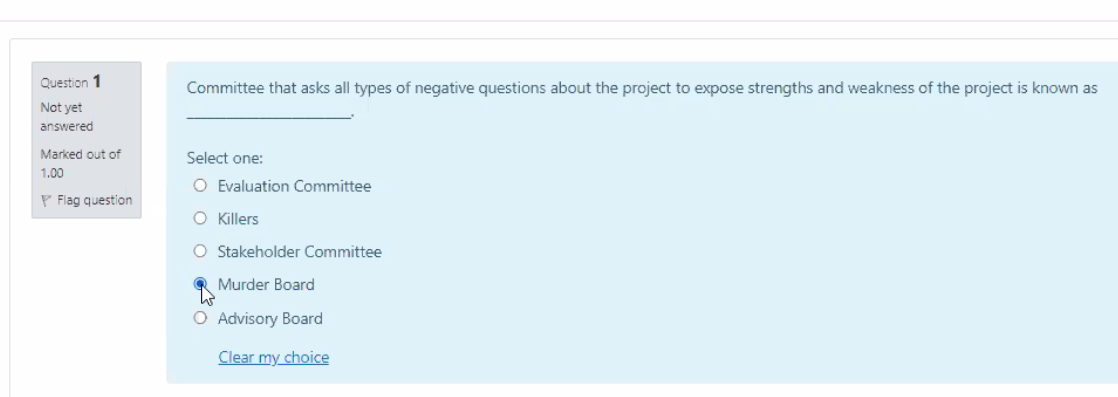 Question 1
Not yet
answered
Marked out of
1.00
Flag question
Committee that asks all types of negative questions about the project to expose strengths and weakness of the project is known as
____________________.
Select one:
Evaluation Committee
Killers
Stakeholder Committee
Murder Board
Advisory Board
Clear my choice